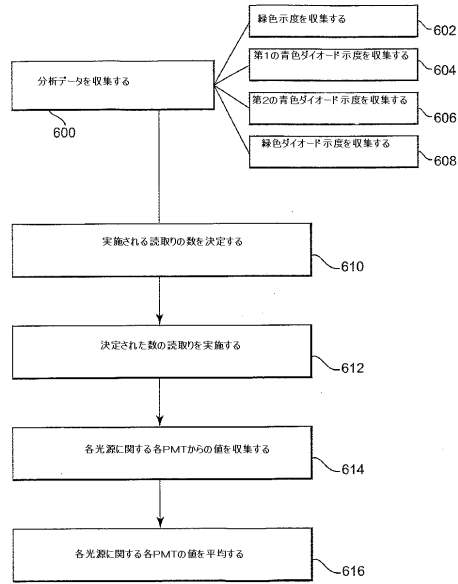 緑色示度を収集する
602
第1の青色ダイオード示度を収集する
604
分析データを収集する
600
第2の青色ダイオード示度を収集する
606
緑色ダイオード示度を収集する
608
実施される読取りの数を決定する
610
決定された数の読取りを実施する
612
各光源に関する各PMTからの値を収集する
614
各光源に関する各PMTの値を平均する
616